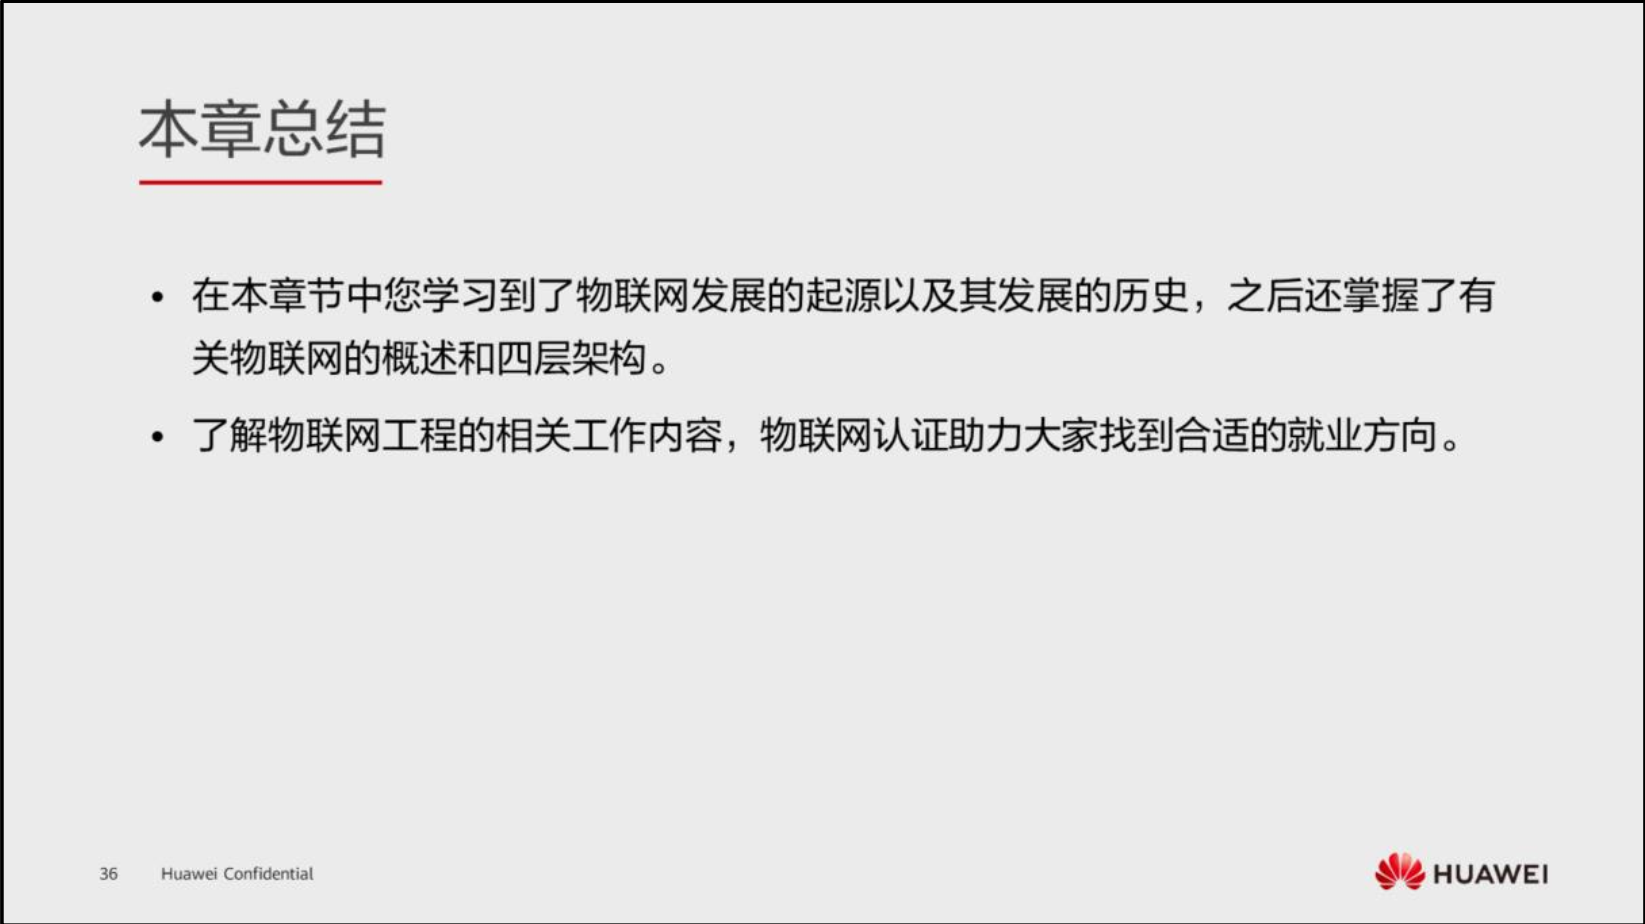 本章总结
• 在本章节中您学习到了物联网发展的起源以及其发展的历史，之后还掌握了有
关物联网的概述和四层架构。
• 了解物联网工程的相关工作内容，物联网认证助力大家找到合适的就业方向。
36 Huawei Confidential
HUAWEI